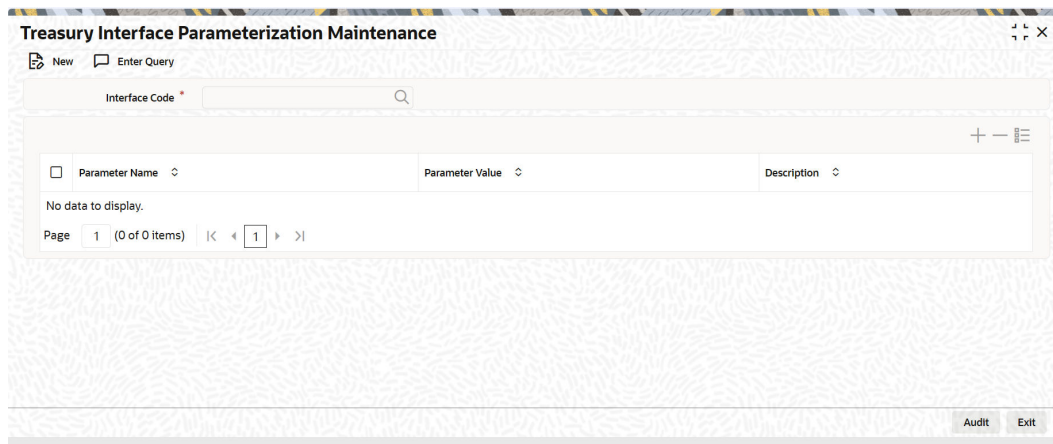 Treasury Interface Parameterization Maintenance
New Enter Query
Interface Code *
Parameter Name Parameter Value Description
No data to display.
Page 1 (0 of 0 items) 1
Audit Exit